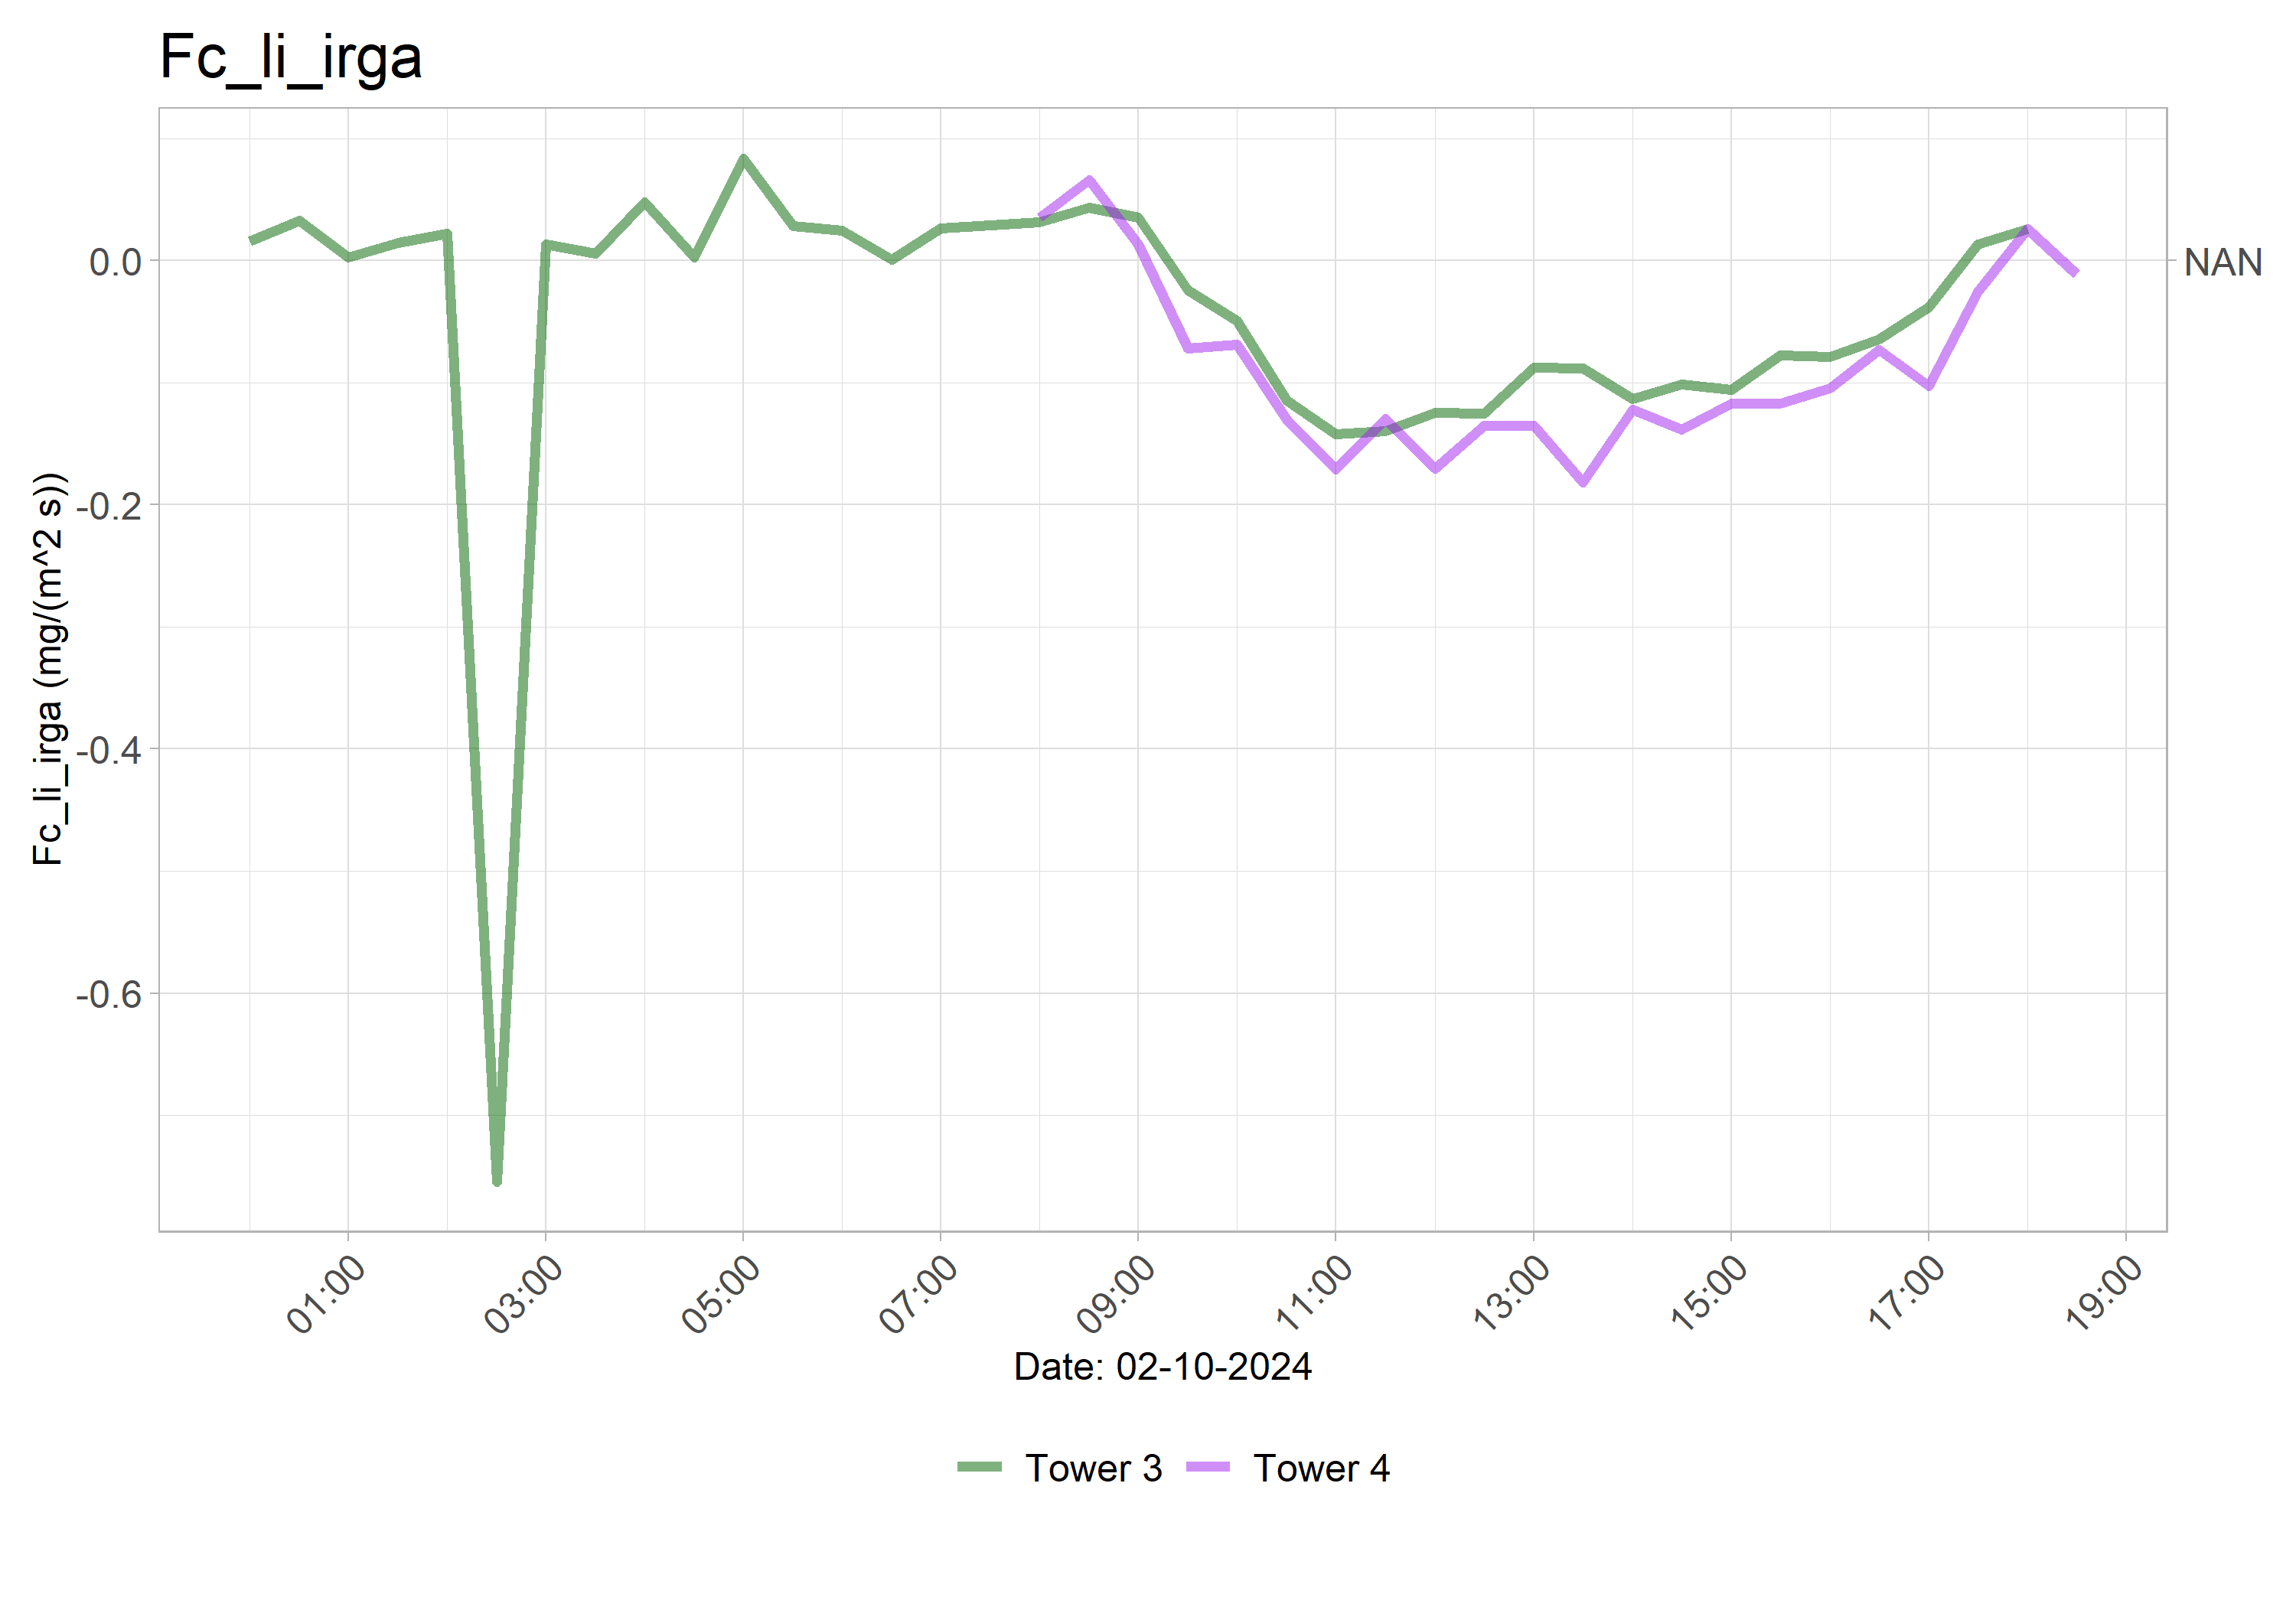 Fc_li_irga
Fc_li_irga (mg/(m^2 s))
0.0
-0.2
-0.4
-0.6
NAN
01:00
03:00
05:00
07:00
09:00
11:00
13:00
15:00
17:00
19:00
Date: 02-10-2024
Tower 3
Tower 4